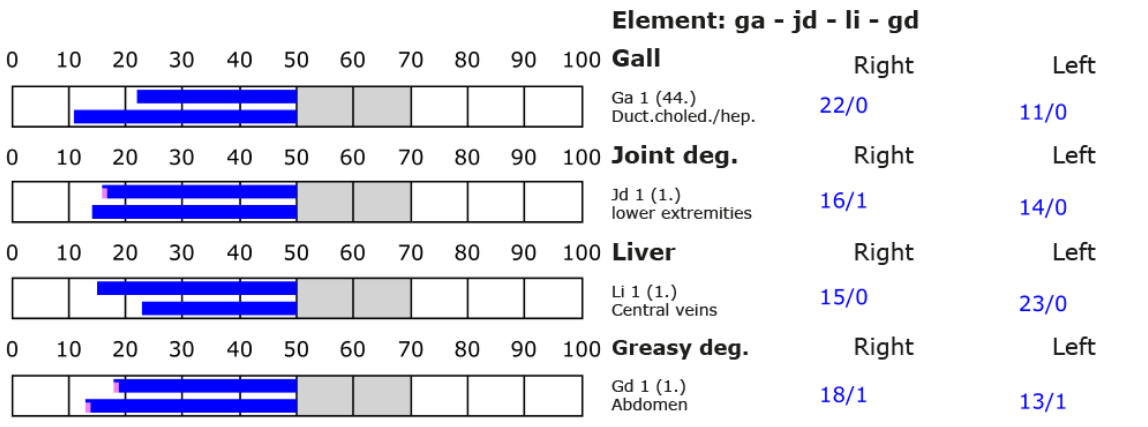 Element: ga - jd - li - gd
0 10 20 30 40 50 60 70 80 90 100 Gall Right Left
Ga 1 (44.)
Duct.choled./hep. 22/0 11/0
0 10 20 30 40 50 60 70 80 90 100 Joint deg. Right Left
Jd 1 (1.)
lower extremities 16/1 14/0
0 10 20 30 40 50 60 70 80 90 100 Liver Right Left
Li 1 (1.)
Central veins 15/0 23/0
0 10 20 30 40 50 60 70 80 90 100 Greasy deg. Right Left
Gd 1 (1.)
Abdomen 18/1 13/1